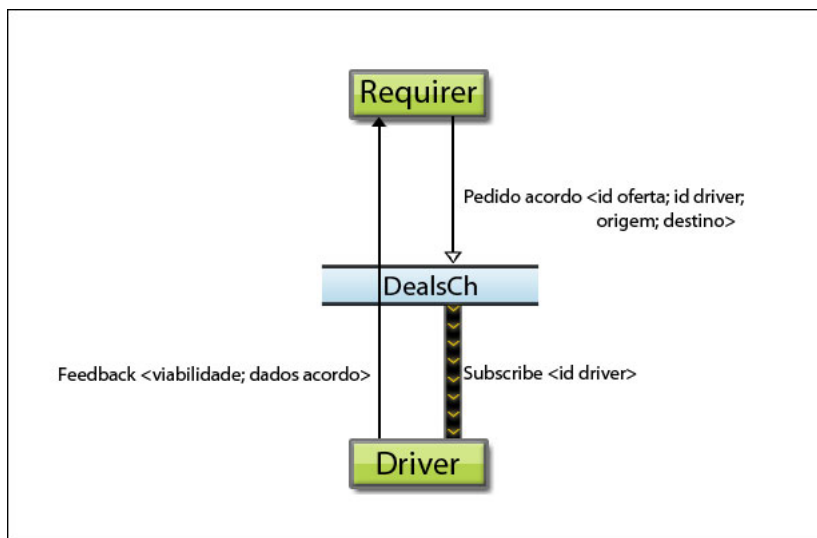 Requirer
Pedido acordo <id oferta; id driver;
origem; destino>
DealsCh
Feedback <viabilidade; dados acordo>
Subscribe <id driver>
Driver